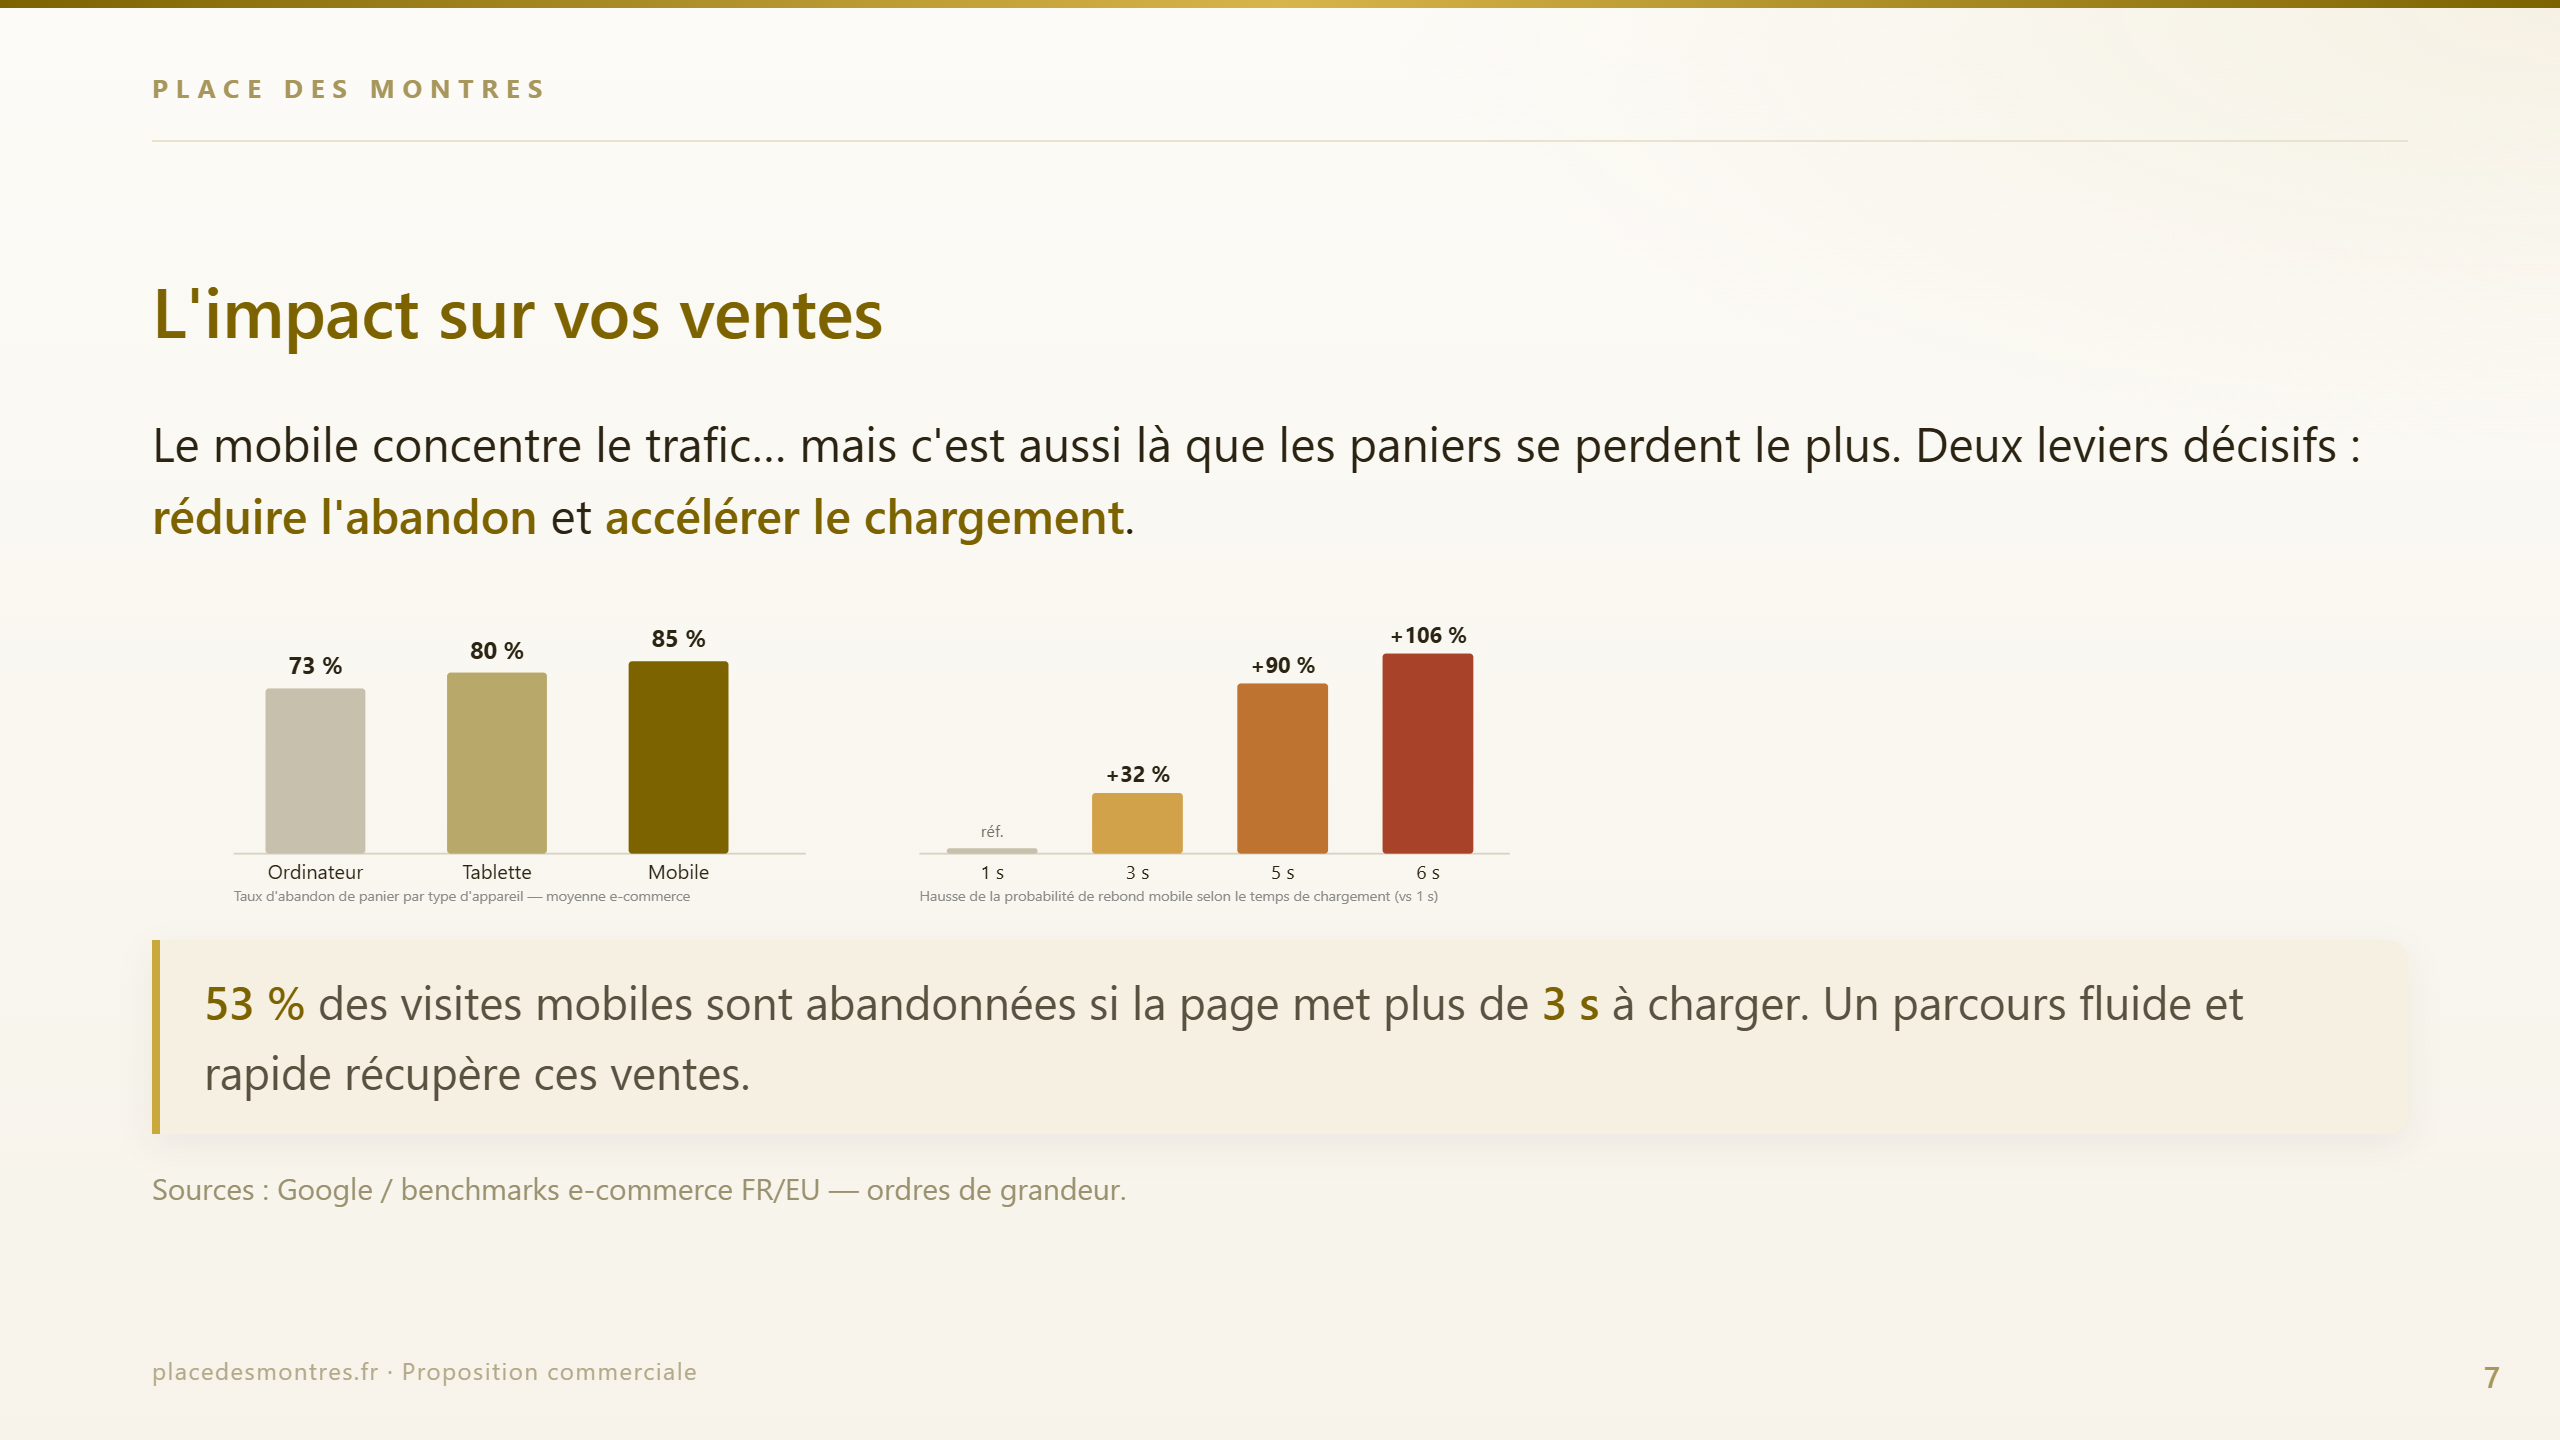 PLACE DES MONTRES
L'impact sur vos ventes
Le mobile concentre le trafic... mais c'est aussi là que les paniers se perdent le plus. Deux leviers décisifs :
réduire l'abandon et accélérer le chargement.
73 %
80 %
85 %
Ordinateur
Tablette
Mobile
Taux d'abandon de panier par type d'appareil — moyenne e-commerce
réf.
+32 %
+90 %
+106 %
1 s
3 s
5 s
6 s
Hausse de la probabilité de rebond mobile selon le temps de chargement (vs 1 s)
53 % des visites mobiles sont abandonnées si la page met plus de 3 s à charger. Un parcours fluide et
rapide récupère ces ventes.
Sources : Google / benchmarks e-commerce FR/EU — ordres de grandeur.
placedesmontres.fr · Proposition commerciale
7